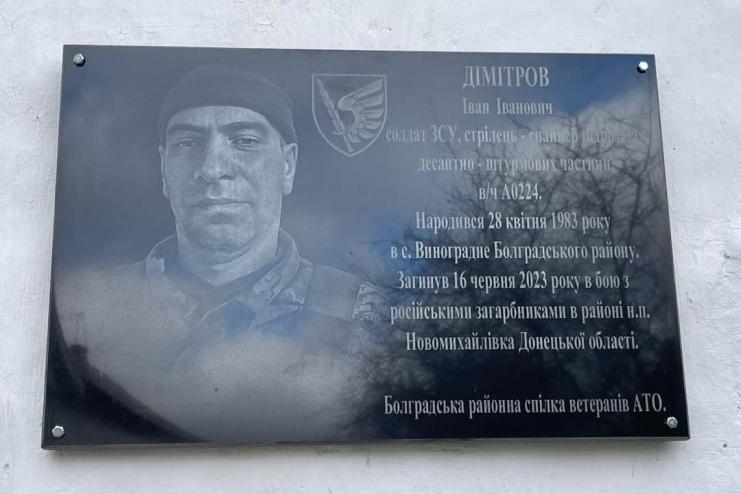 ДІМІТРОВ
Іван Іванович
солдат ЗСУ, стрілець - снайпер
десантно - штурмових частини,
в/ч А0224.
Народився 28 квітня 1983 року
в с. Виноградне Болградського району.
Загинув 16 червня 2023 року в бою з
російськими загарбниками в районі н.п.
Новомихайлівка Донецької області.
Болградська районна спілка ветеранів АТО.